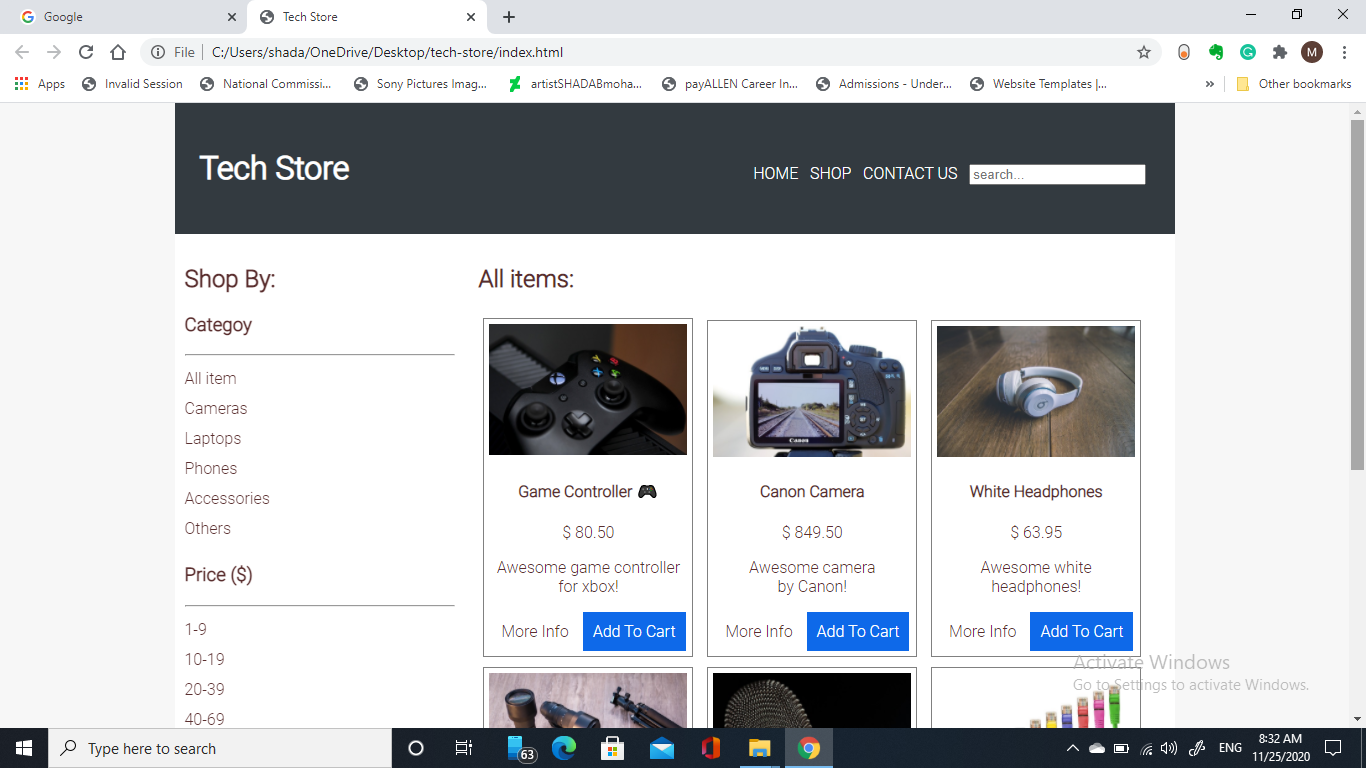 Google
Tech Store
File
C:/Users/shada/OneDrive/Desktop/tech-store/index.html
M
Apps
Invalid Session
National Commissi...
Sony Pictures Imag...
artistSHADABmoha...
payALLEN Career In...
Admissions - Under...
Website Templates |...
»
Other bookmarks
Tech Store
HOME SHOP CONTACT US search...
Shop By:
Categoy
All item
Cameras
Laptops
Phones
Accessories
Others
Price ($)
1-9
10-19
20-39
40-69
All items:
Game Controller 🎮
$ 80.50
Awesome game controller
for xbox!
More Info Add To Cart
Canon
Canon Camera
$ 849.50
Awesome camera
by Canon!
More Info Add To Cart
White Headphones
$ 63.95
Awesome white
headphones!
More Info Add To Cart
Activate Windows
Go to Settings to activate Windows.
Type here to search
63
ENG
8:32 AM
11/25/2020